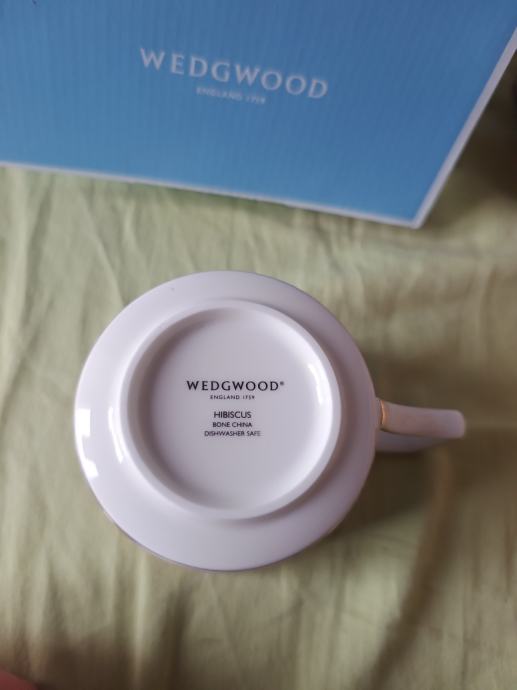 WEDGWOOD
ENGLAND 1759
WEDGWOOD®
ENGLAND 1759
HIBISCUS
BONE CHINA
DISHWASHER SAFE